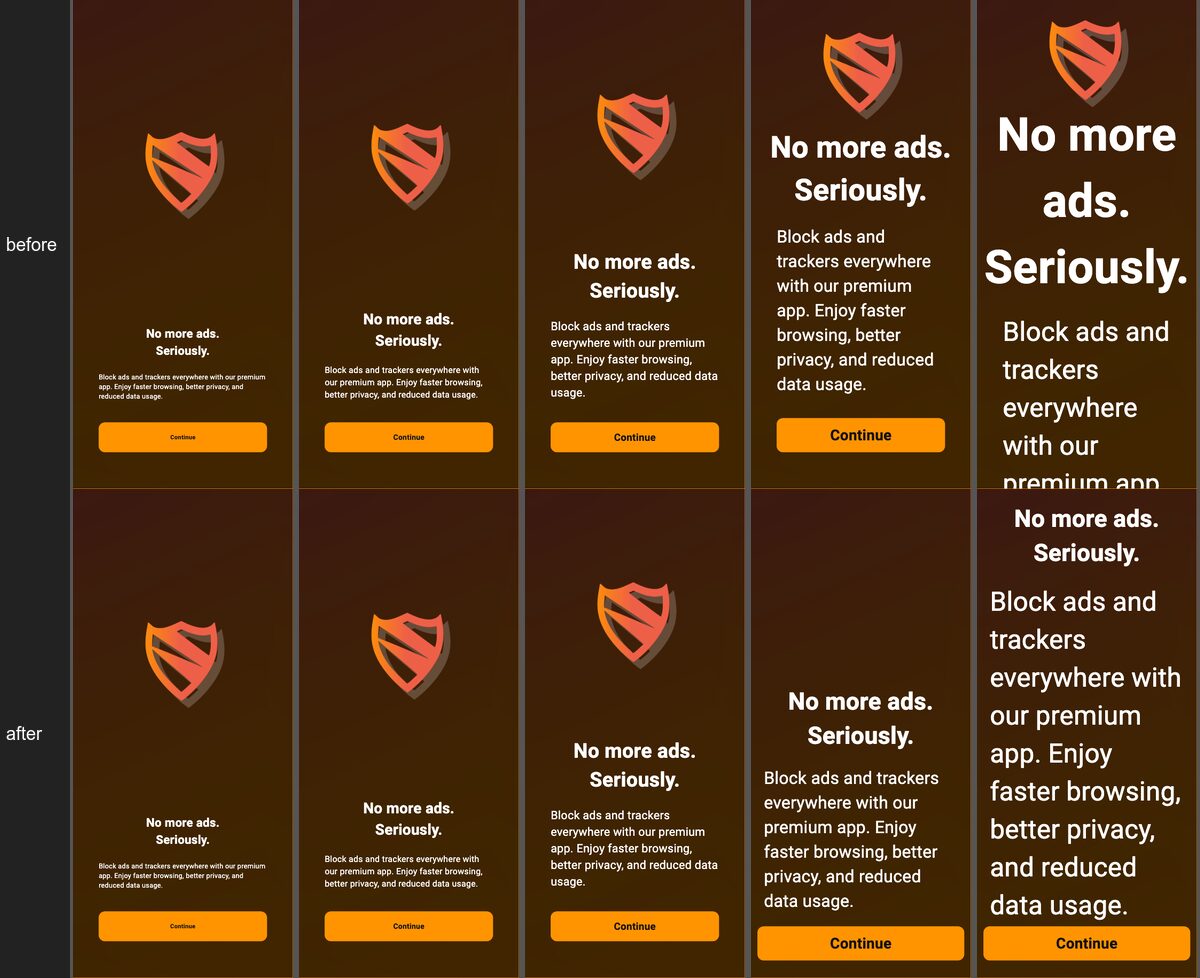 before
No more ads.
Seriously.
Block ads and trackers everywhere with our premium
app. Enjoy faster browsing, better privacy, and
reduced data usage.
Continue
No more ads.
Seriously.
Block ads and trackers everywhere with
our premium app. Enjoy faster browsing,
better privacy, and reduced data usage.
Continue
No more ads.
Seriously.
Block ads and trackers
everywhere with our premium
app. Enjoy faster browsing,
better privacy, and reduced data
usage.
Continue
No more ads.
Seriously.
Block ads and
trackers everywhere
with our premium
app. Enjoy faster
browsing, better
privacy, and reduced
data usage.
Continue
No more
ads.
Seriously.
Block ads and
trackers
everywhere
with our
premium app
after
No more ads.
Seriously.
Block ads and trackers everywhere with our premium
app. Enjoy faster browsing, better privacy, and
reduced data usage.
Continue
No more ads.
Seriously.
Block ads and trackers everywhere with
our premium app. Enjoy faster browsing,
better privacy, and reduced data usage.
Continue
No more ads.
Seriously.
Block ads and trackers
everywhere with our premium
app. Enjoy faster browsing,
better privacy, and reduced data
usage.
Continue
No more ads.
Seriously.
Block ads and trackers
everywhere with our
premium app. Enjoy
faster browsing, better
privacy, and reduced
data usage.
Continue
No more ads.
Seriously.
Block ads and
trackers
everywhere with
our premium
app. Enjoy
faster browsing,
better privacy,
and reduced
data usage.
Continue